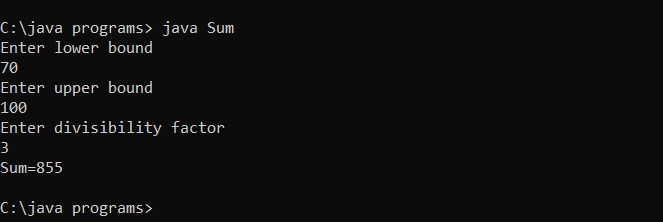 C:\java programs> java Sum
Enter lower bound
70
Enter upper bound
100
Enter divisibility factor
3
Sum=855
C:\java programs>